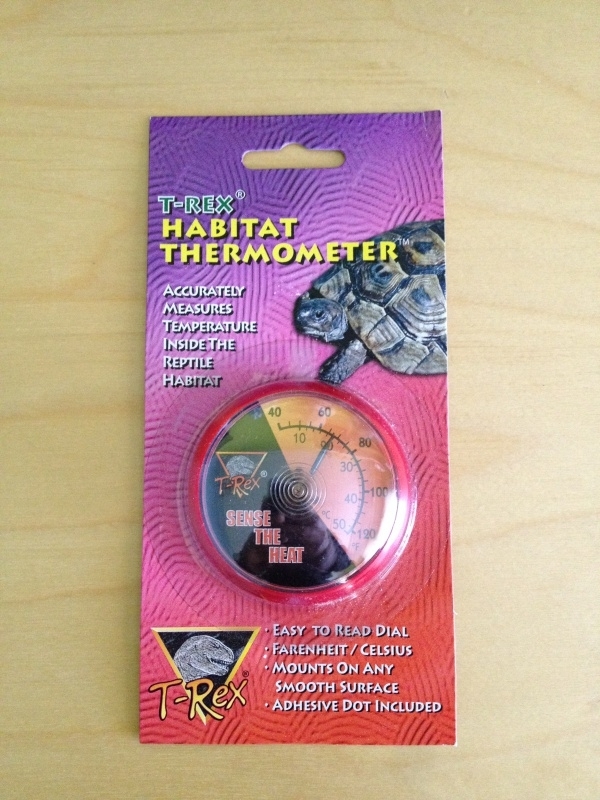 T-REX®
HABITAT
THERMOMETER™
ACCURATELY
MEASURES
TEMPERATURE
INSIDE THE
REPTILE
HABITAT
40 60 80 100 120 °F
10 20 30 40 50 °C
T-REX®
SENSE
THE
HEAT
T-REX®
• EASY TO READ DIAL
• FARENHEIT / CELSIUS
• MOUNTS ON ANY
SMOOTH SURFACE
• ADHESIVE DOT INCLUDED